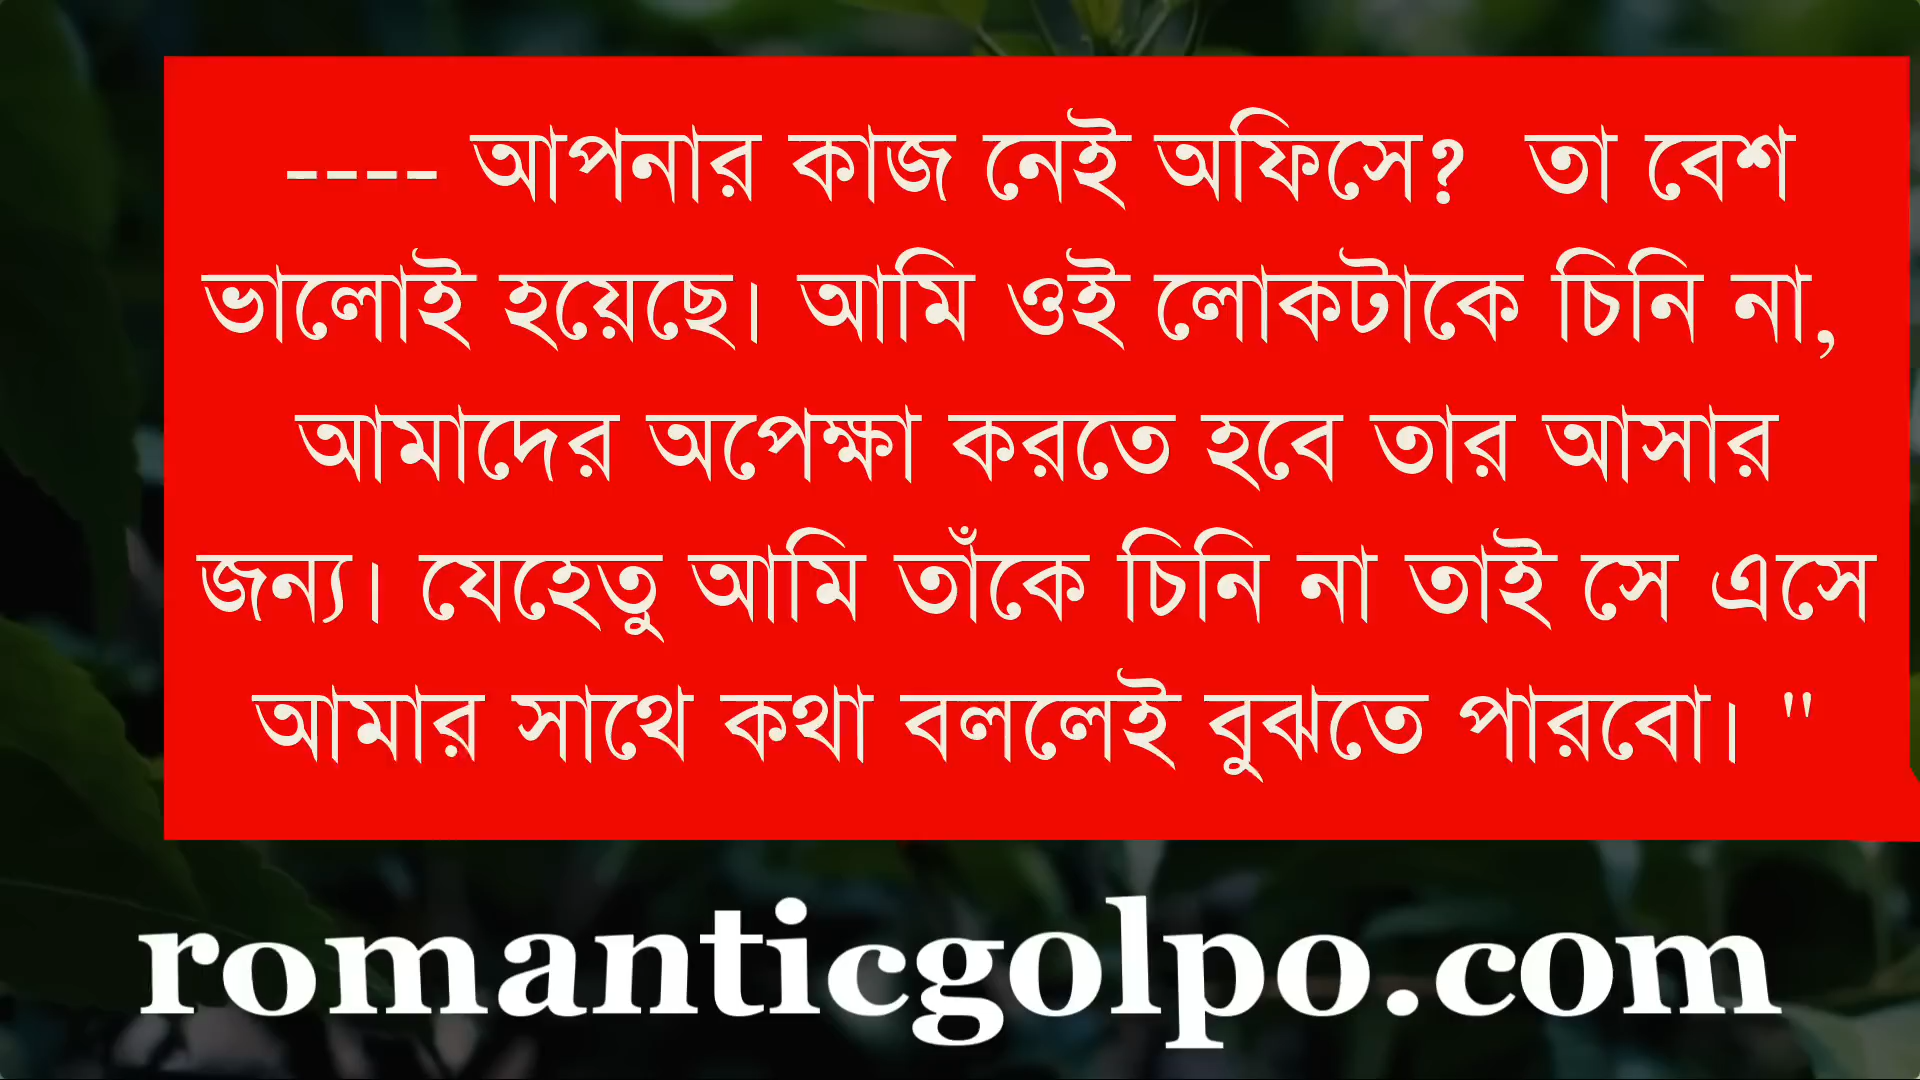 ---- আপনার কাজ নেই অফিসে? তা বেশ
ভালোই হয়েছে। আমি ওই লোকটাকে চিনি না,
আমাদের অপেক্ষা করতে হবে তার আসার
জন্য। যেহেতু আমি তাঁকে চিনি না তাই সে এসে
আমার সাথে কথা বললেই বুঝতে পারবো। "
romanticgolpo.com